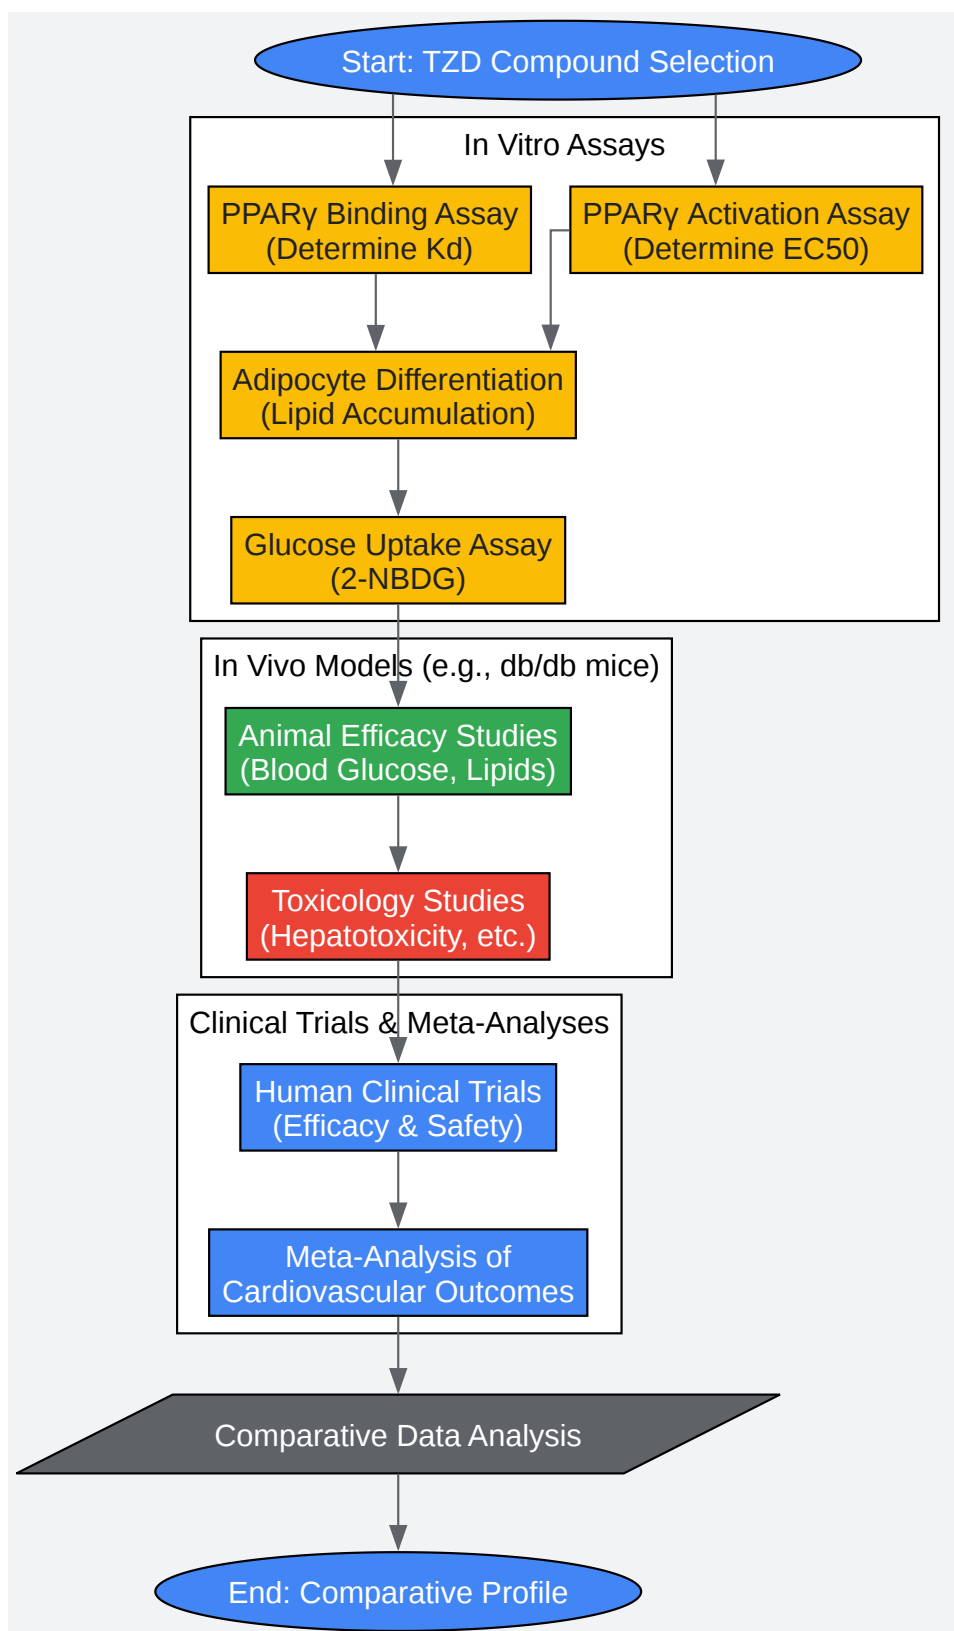 Start: TZD Compound Selection
In Vitro Assays
PPARγ Binding Assay
(Determine Kd)
PPARγ Activation Assay
(Determine EC50)
Adipocyte Differentiation
(Lipid Accumulation)
Glucose Uptake Assay
(2-NBDG)
In Vivo Models (e.g., db/db mice)
Animal Efficacy Studies
(Blood Glucose, Lipids)
Toxicology Studies
(Hepatotoxicity, etc.)
Clinical Trials & Meta-Analyses
Human Clinical Trials
(Efficacy & Safety)
Meta-Analysis of
Cardiovascular Outcomes
Comparative Data Analysis
End: Comparative Profile